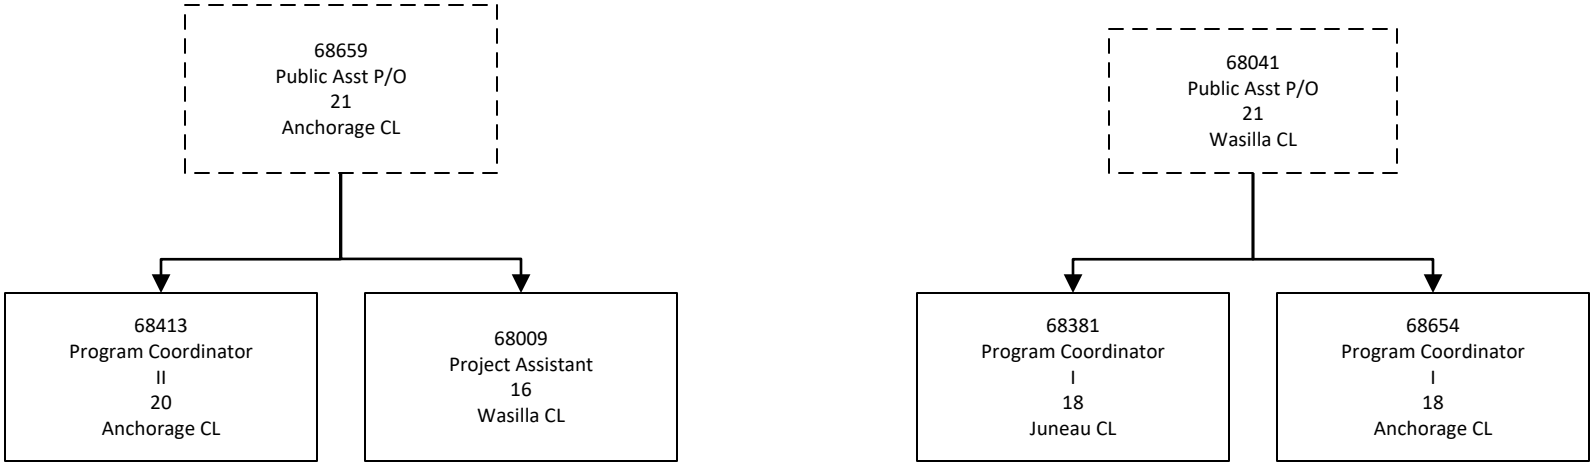 68659
Public Asst P/O
21
Anchorage CL
68041
Public Asst P/O
21
Wasilla CL
68413
Program Coordinator
II
20
Anchorage CL
68009
Project Assistant
16
Wasilla CL
68381
Program Coordinator
I
18
Juneau CL
68654
Program Coordinator
I
18
Anchorage CL